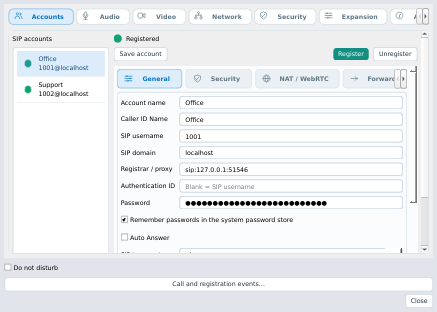 Accounts Audio Video Network Security Expansion
SIP accounts
Registered
Office
1001@localhost
Support
1002@localhost
Save account Register Unregister
General Security NAT / WebRTC Forward
Account name Office
Caller ID Name Office
SIP username 1001
SIP domain localhost
Registrar / proxy sip:127.0.0.1:51546
Authentication ID Blank = SIP username
Password ●●●●●●●●●●●●●●●●●●●●●●●●●●
Remember passwords in the system password store
Auto Answer
Do not disturb
Call and registration events...
Close